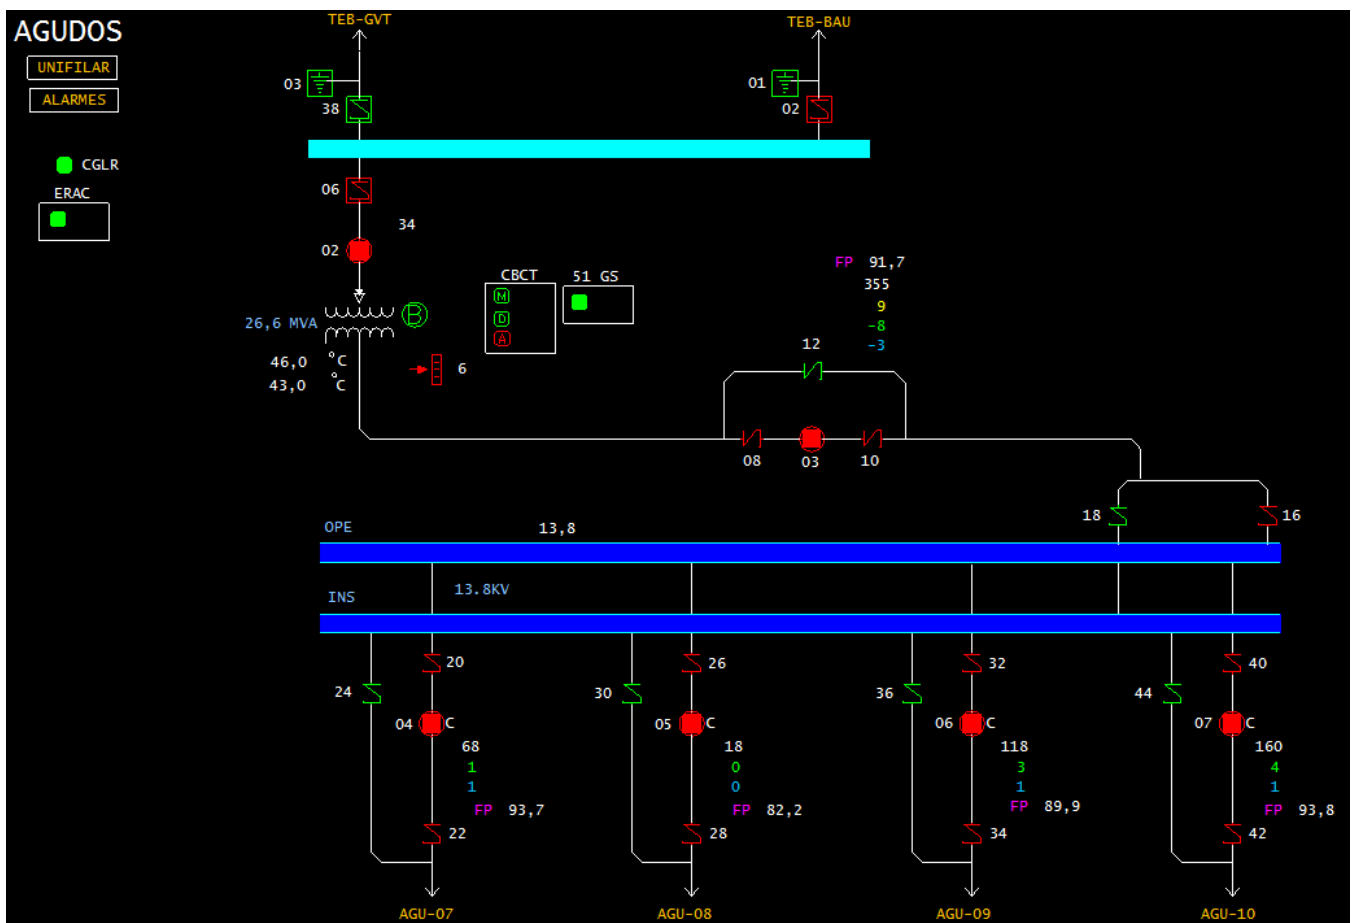 TEB-GVT
TEB-BAU
AGUDOS
UNIFILAR
ALARMES
03
38
01
02
CGLR
ERAC
06
34
02
CBCT
51 GS
M
D
A
FP 91,7
355
9
-8
-3
B
26,6 MVA
46,0 °C
43,0 °C
6
12
08
03
10
18
16
OPE
13,8
INS
13.8KV
20
26
32
40
24
30
36
44
04 C
05 C
06 C
07 C
68
18
118
160
1
0
3
4
1
0
1
1
FP 93,7
FP 82,2
FP 89,9
FP 93,8
22
28
34
42
AGU-07
AGU-08
AGU-09
AGU-10